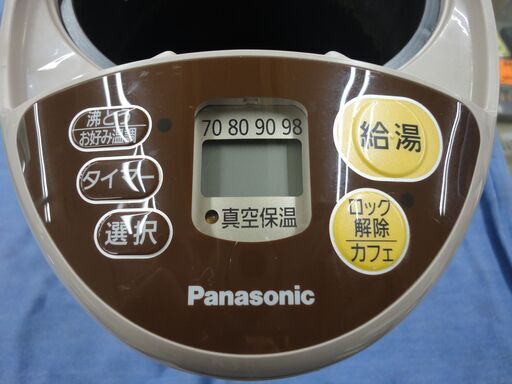 沸とう
お好み温調
タイマー
選択
70 80 90 98
真空保温
給湯
ロック
解除
カフェ
Panasonic